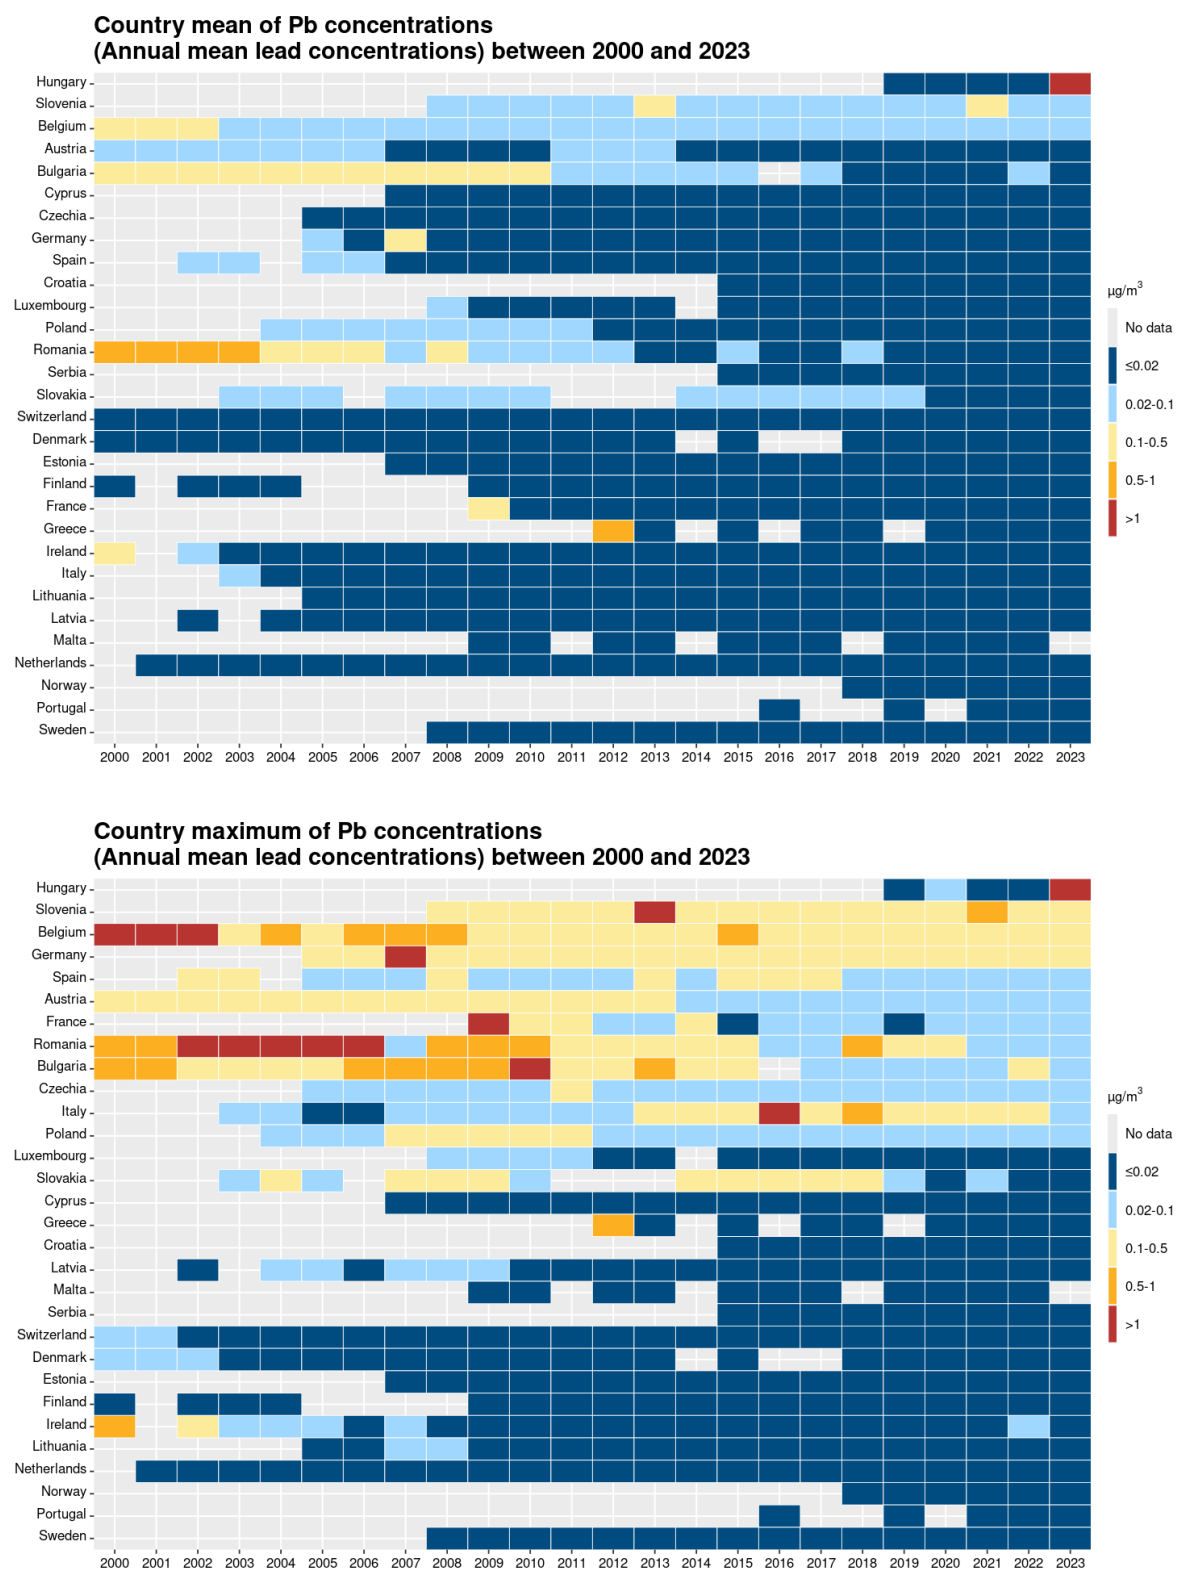 Country mean of Pb concentrations
(Annual mean lead concentrations) between 2000 and 2023
Hungary
Slovenia
Belgium
Austria
Bulgaria
Cyprus
Czechia
Germany
Spain
Croatia
Luxembourg
Poland
Romania
Serbia
Slovakia
Switzerland
Denmark
Estonia
Finland
France
Greece
Ireland
Italy
Lithuania
Latvia
Malta
Netherlands
Norway
Portugal
Sweden
2000 2001 2002 2003 2004 2005 2006 2007 2008 2009 2010 2011 2012 2013 2014 2015 2016 2017 2018 2019 2020 2021 2022 2023
µg/m³
No data
≤0.02
0.02-0.1
0.1-0.5
0.5-1
>1
Country maximum of Pb concentrations
(Annual mean lead concentrations) between 2000 and 2023
Hungary
Slovenia
Belgium
Germany
Spain
Austria
France
Romania
Bulgaria
Czechia
Italy
Poland
Luxembourg
Slovakia
Cyprus
Greece
Croatia
Latvia
Malta
Serbia
Switzerland
Denmark
Estonia
Finland
Ireland
Lithuania
Netherlands
Norway
Portugal
Sweden
2000 2001 2002 2003 2004 2005 2006 2007 2008 2009 2010 2011 2012 2013 2014 2015 2016 2017 2018 2019 2020 2021 2022 2023
µg/m³
No data
≤0.02
0.02-0.1
0.1-0.5
0.5-1
>1